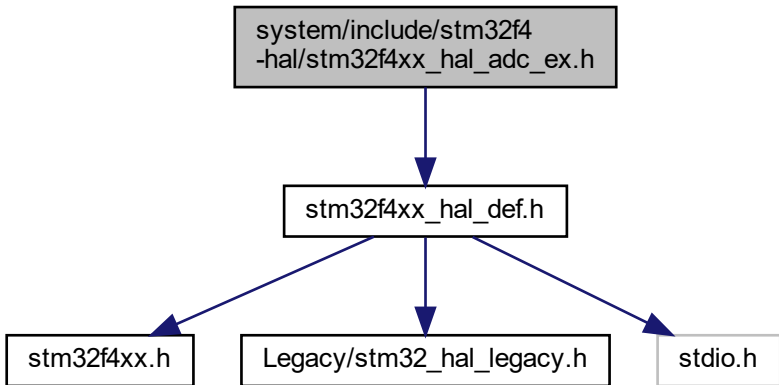 system/include/stm32f4
-hal/stm32f4xx_hal_adc_ex.h
stm32f4xx_hal_def.h
stm32f4xx.h
Legacy/stm32_hal_legacy.h
stdio.h